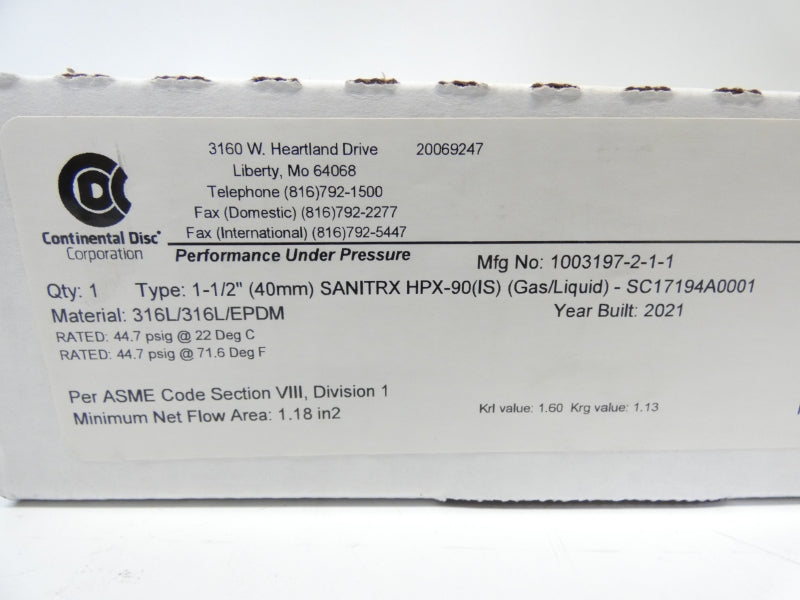 3160 W. Heartland Drive 20069247
Liberty, Mo 64068
Telephone (816)792-1500
Fax (Domestic) (816)792-2277
Fax (International) (816)792-5447
CDC
Continental Disc
Corporation
Performance Under Pressure
Mfg No: 1003197-2-1-1
Qty: 1 Type: 1-1/2" (40mm) SANITRX HPX-90(IS) (Gas/Liquid) - SC17194A0001
Material: 316L/316L/EPDM Year Built: 2021
RATED: 44.7 psig @ 22 Deg C
RATED: 44.7 psig @ 71.6 Deg F
Per ASME Code Section VIII, Division 1
Minimum Net Flow Area: 1.18 in2 Krl value: 1.60 Krg value: 1.13